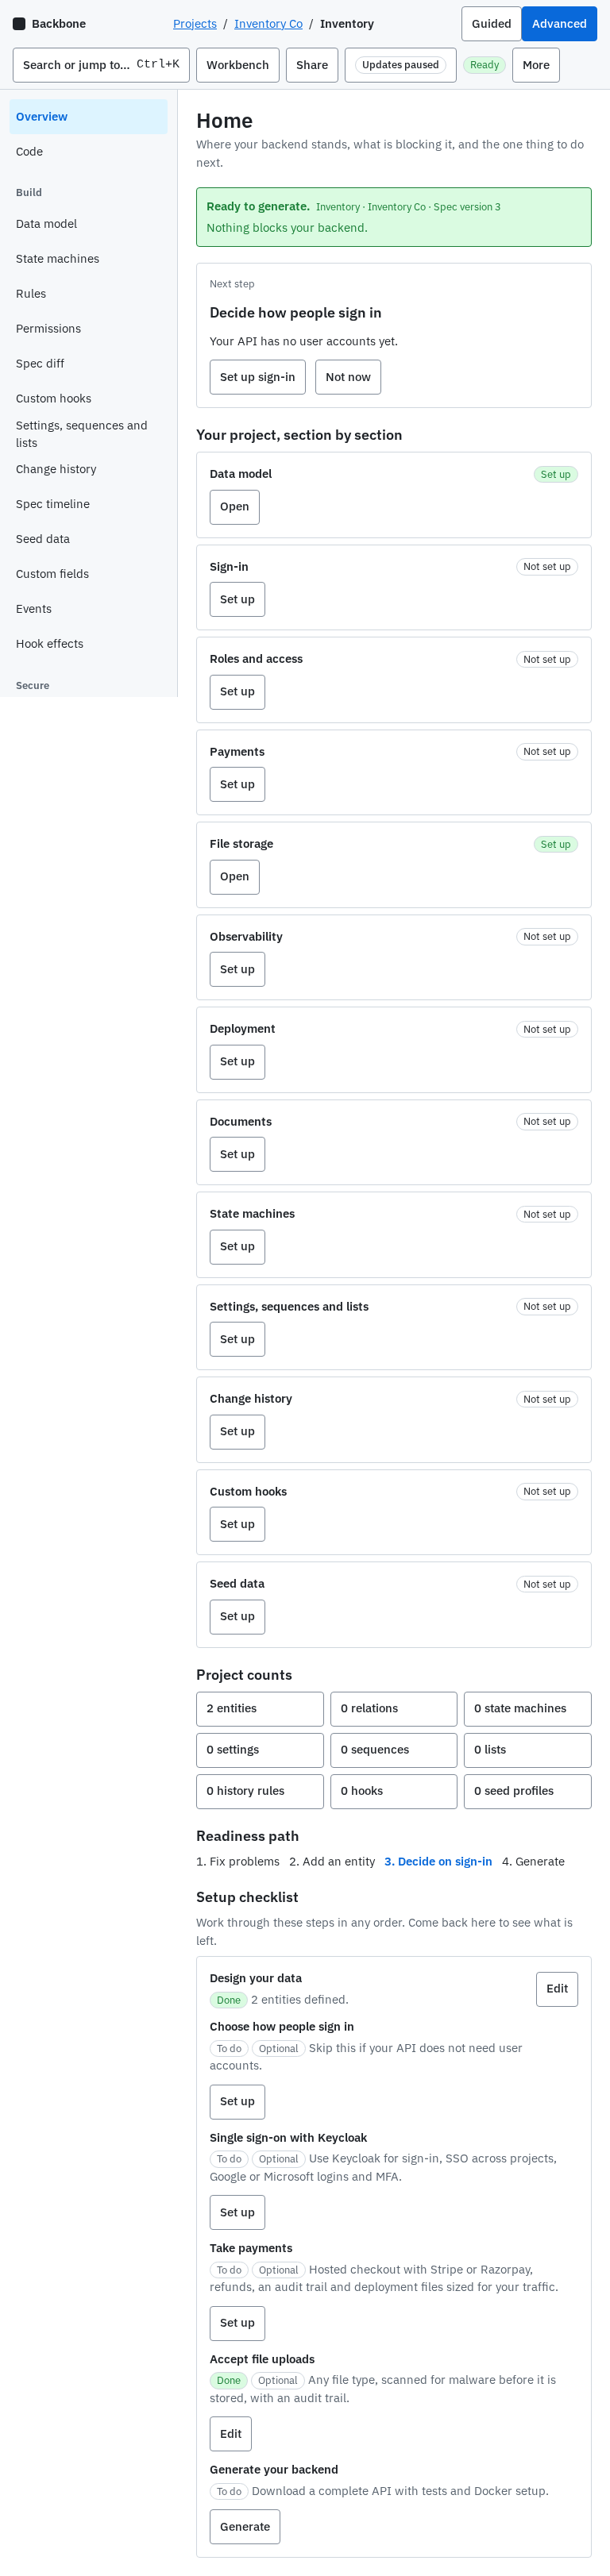 Backbone
Projects / Inventory Co / Inventory
Guided
Advanced
Search or jump to... Ctrl+K
Workbench
Share
Updates paused
Ready
More
Overview
Code
Build
Data model
State machines
Rules
Permissions
Spec diff
Custom hooks
Settings, sequences and
lists
Change history
Spec timeline
Seed data
Custom fields
Events
Hook effects
Secure
Home
Where your backend stands, what is blocking it, and the one thing to do
next.
Ready to generate. Inventory · Inventory Co · Spec version 3
Nothing blocks your backend.
Next step
Decide how people sign in
Your API has no user accounts yet.
Set up sign-in
Not now
Your project, section by section
Data model
Set up
Open
Sign-in
Not set up
Set up
Roles and access
Not set up
Set up
Payments
Not set up
Set up
File storage
Set up
Open
Observability
Not set up
Set up
Deployment
Not set up
Set up
Documents
Not set up
Set up
State machines
Not set up
Set up
Settings, sequences and lists
Not set up
Set up
Change history
Not set up
Set up
Custom hooks
Not set up
Set up
Seed data
Not set up
Set up
Project counts
2 entities
0 relations
0 state machines
0 settings
0 sequences
0 lists
0 history rules
0 hooks
0 seed profiles
Readiness path
1. Fix problems 2. Add an entity 3. Decide on sign-in 4. Generate
Setup checklist
Work through these steps in any order. Come back here to see what is
left.
Design your data
Done 2 entities defined.
Edit
Choose how people sign in
To do Optional Skip this if your API does not need user
accounts.
Set up
Single sign-on with Keycloak
To do Optional Use Keycloak for sign-in, SSO across projects,
Google or Microsoft logins and MFA.
Set up
Take payments
To do Optional Hosted checkout with Stripe or Razorpay,
refunds, an audit trail and deployment files sized for your traffic.
Set up
Accept file uploads
Done Optional Any file type, scanned for malware before it is
stored, with an audit trail.
Edit
Generate your backend
To do Download a complete API with tests and Docker setup.
Generate